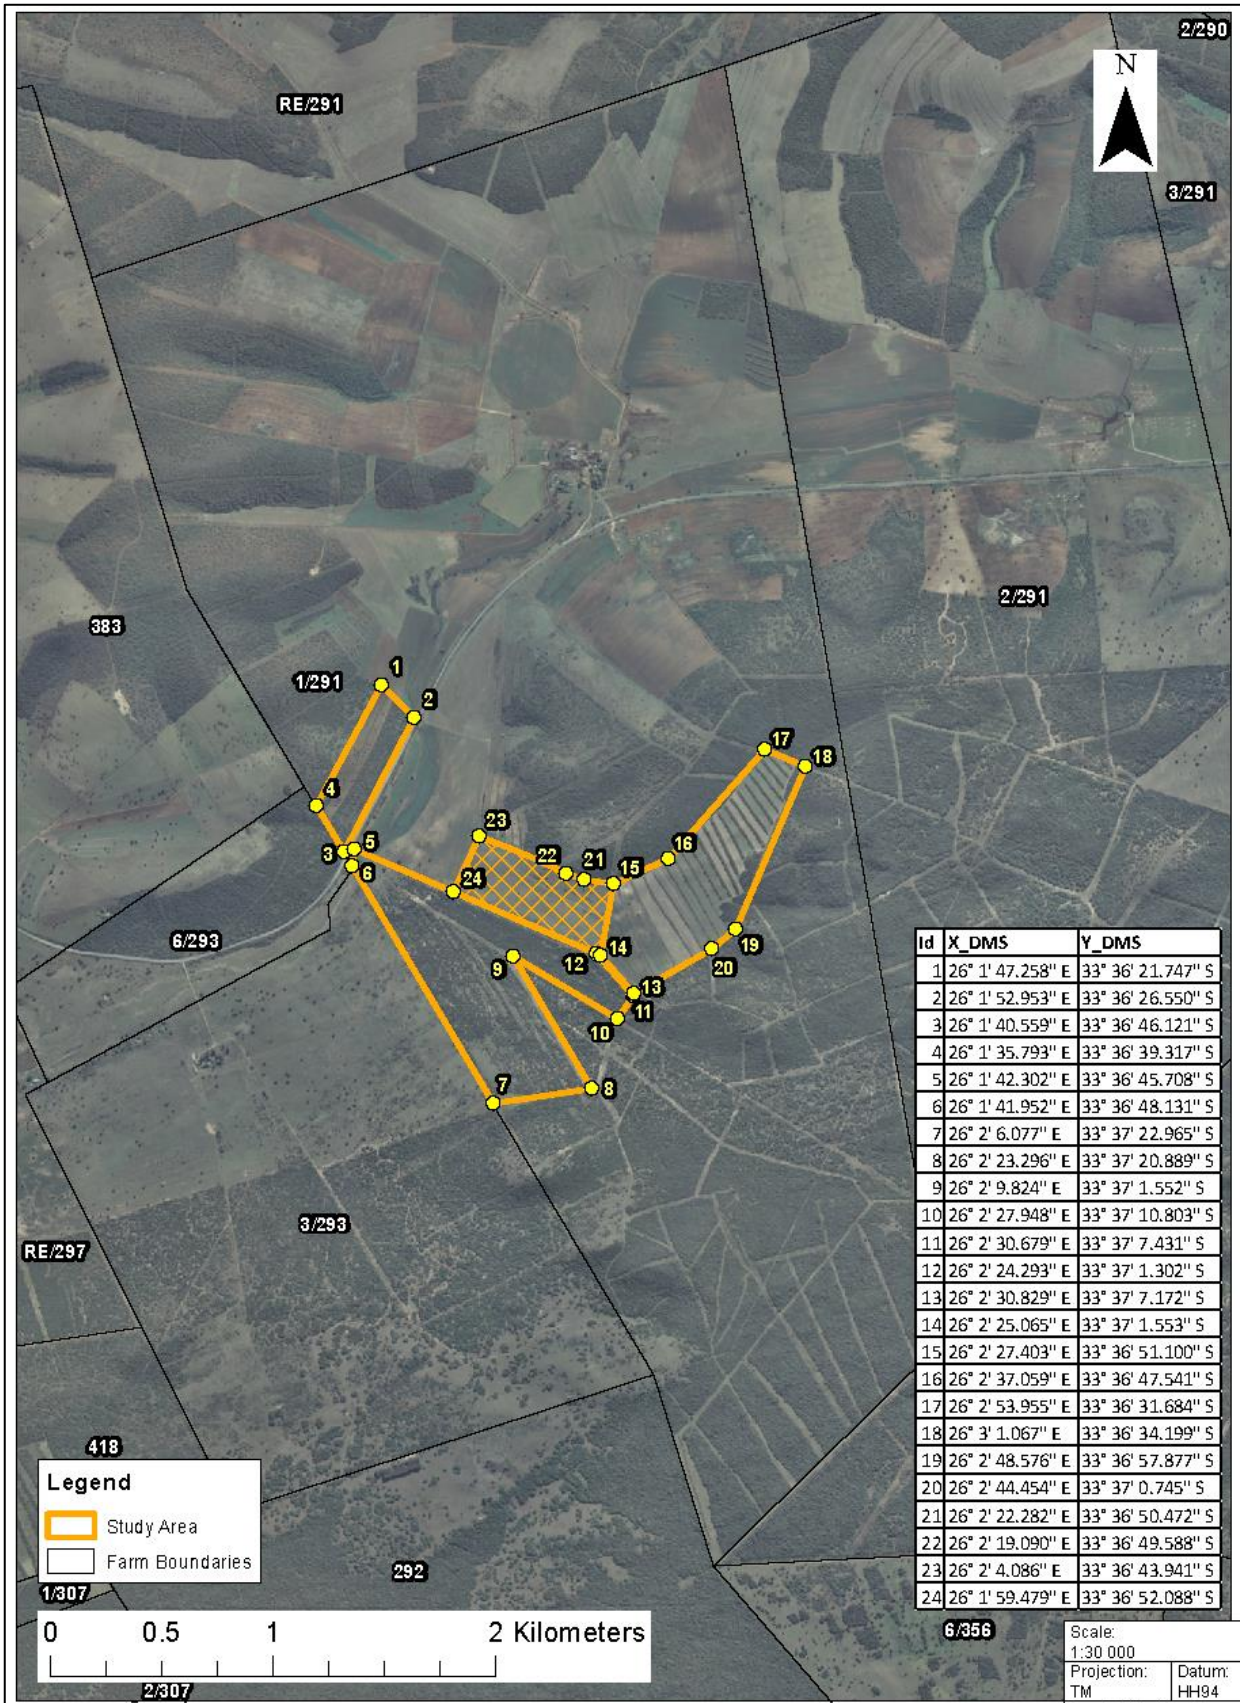 2/290
N
RE/291
3/291
2/291
383
1/291
1
2
17
18
4
23
16
3
5
22
21
15
6
24
6/293
19
14
12
20
9
13
11
10
7
8
3/293
RE/297
418
292
1/307
2/307
6/356
Id X_DMS Y_DMS
1 26° 1' 47.258" E 33° 36' 21.747" S
2 26° 1' 52.953" E 33° 36' 26.550" S
3 26° 1' 40.559" E 33° 36' 46.121" S
4 26° 1' 35.793" E 33° 36' 39.317" S
5 26° 1' 42.302" E 33° 36' 45.708" S
6 26° 1' 41.952" E 33° 36' 48.131" S
7 26° 2' 6.077" E 33° 37' 22.965" S
8 26° 2' 23.296" E 33° 37' 20.889" S
9 26° 2' 9.824" E 33° 37' 1.552" S
10 26° 2' 27.948" E 33° 37' 10.803" S
11 26° 2' 30.679" E 33° 37' 7.431" S
12 26° 2' 24.293" E 33° 37' 1.302" S
13 26° 2' 30.829" E 33° 37' 7.172" S
14 26° 2' 25.065" E 33° 37' 1.553" S
15 26° 2' 27.403" E 33° 36' 51.100" S
16 26° 2' 37.059" E 33° 36' 47.541" S
17 26° 2' 53.955" E 33° 36' 31.684" S
18 26° 3' 1.067" E 33° 36' 34.199" S
19 26° 2' 48.576" E 33° 36' 57.877" S
20 26° 2' 44.454" E 33° 37' 0.745" S
21 26° 2' 22.282" E 33° 36' 50.472" S
22 26° 2' 19.090" E 33° 36' 49.588" S
23 26° 2' 4.086" E 33° 36' 43.941" S
24 26° 1' 59.479" E 33° 36' 52.088" S
Legend
Study Area
Farm Boundaries
0 0.5 1 2 Kilometers
Scale:
1:30 000
Projection:
TM
Datum:
HH94